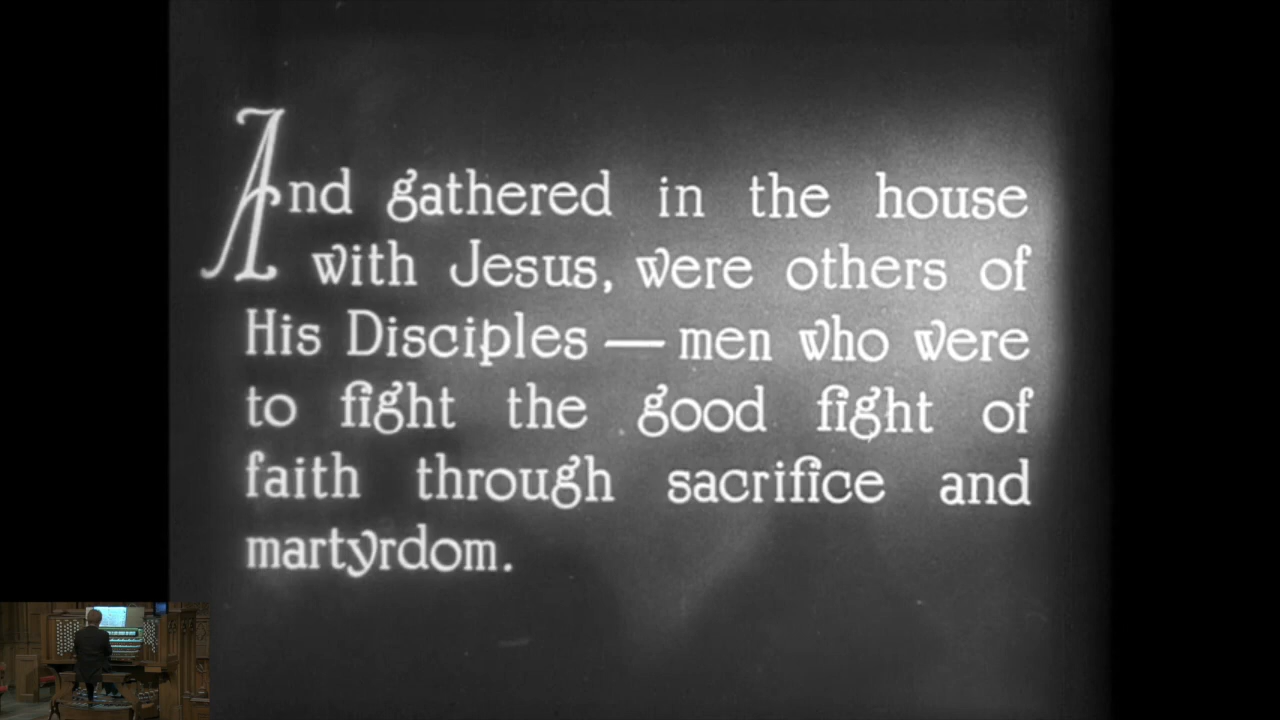 And gathered in the house
with Jesus, were others of
His Disciples — men who were
to fight the good fight of
faith through sacrifice and
martyrdom.